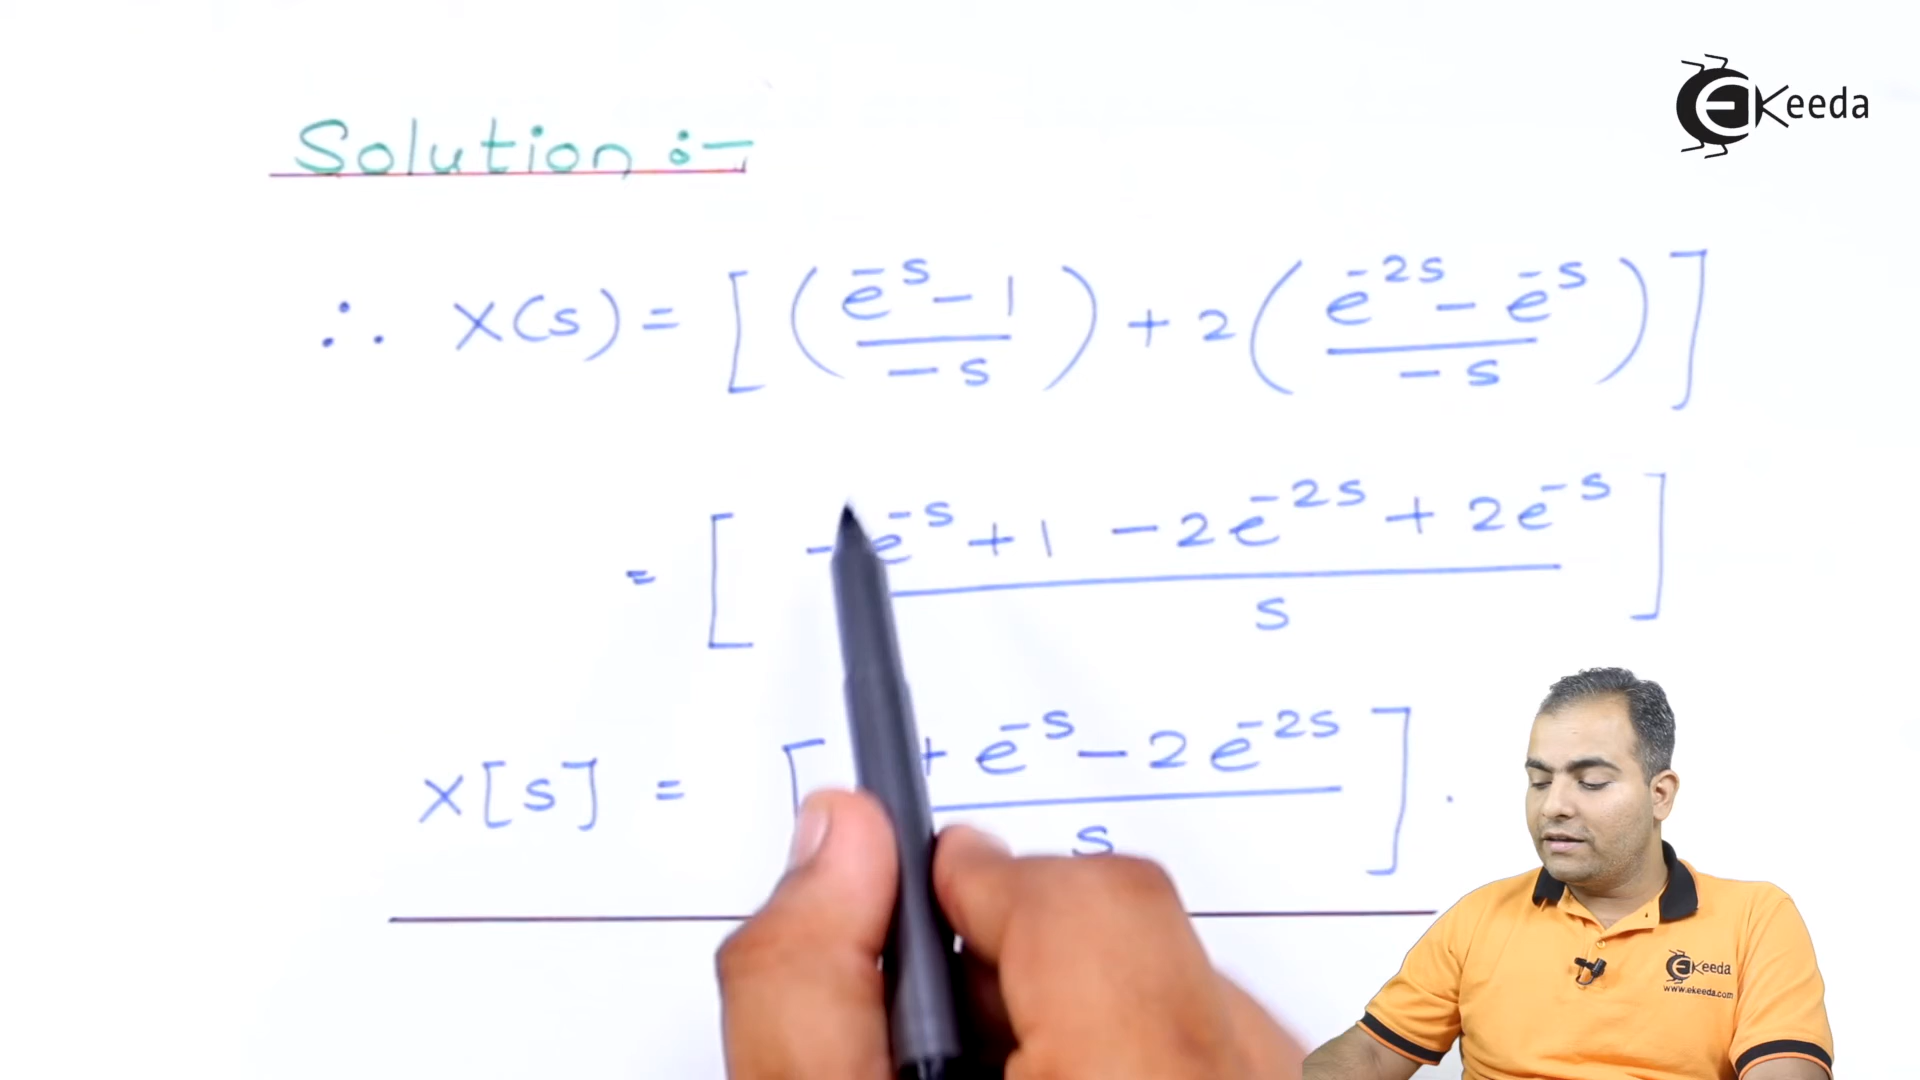 EKeeda
Solution :-
∴ X(s) = [ ( e^-s - 1 / -s ) + 2 ( e^-2s - e^-s / -s ) ]
= [ - e^-s + 1 - 2e^-2s + 2e^-s / s ]
X[s] = [ + e^-s - 2e^-2s / s ] .
EKeeda
www.ekeeda.com